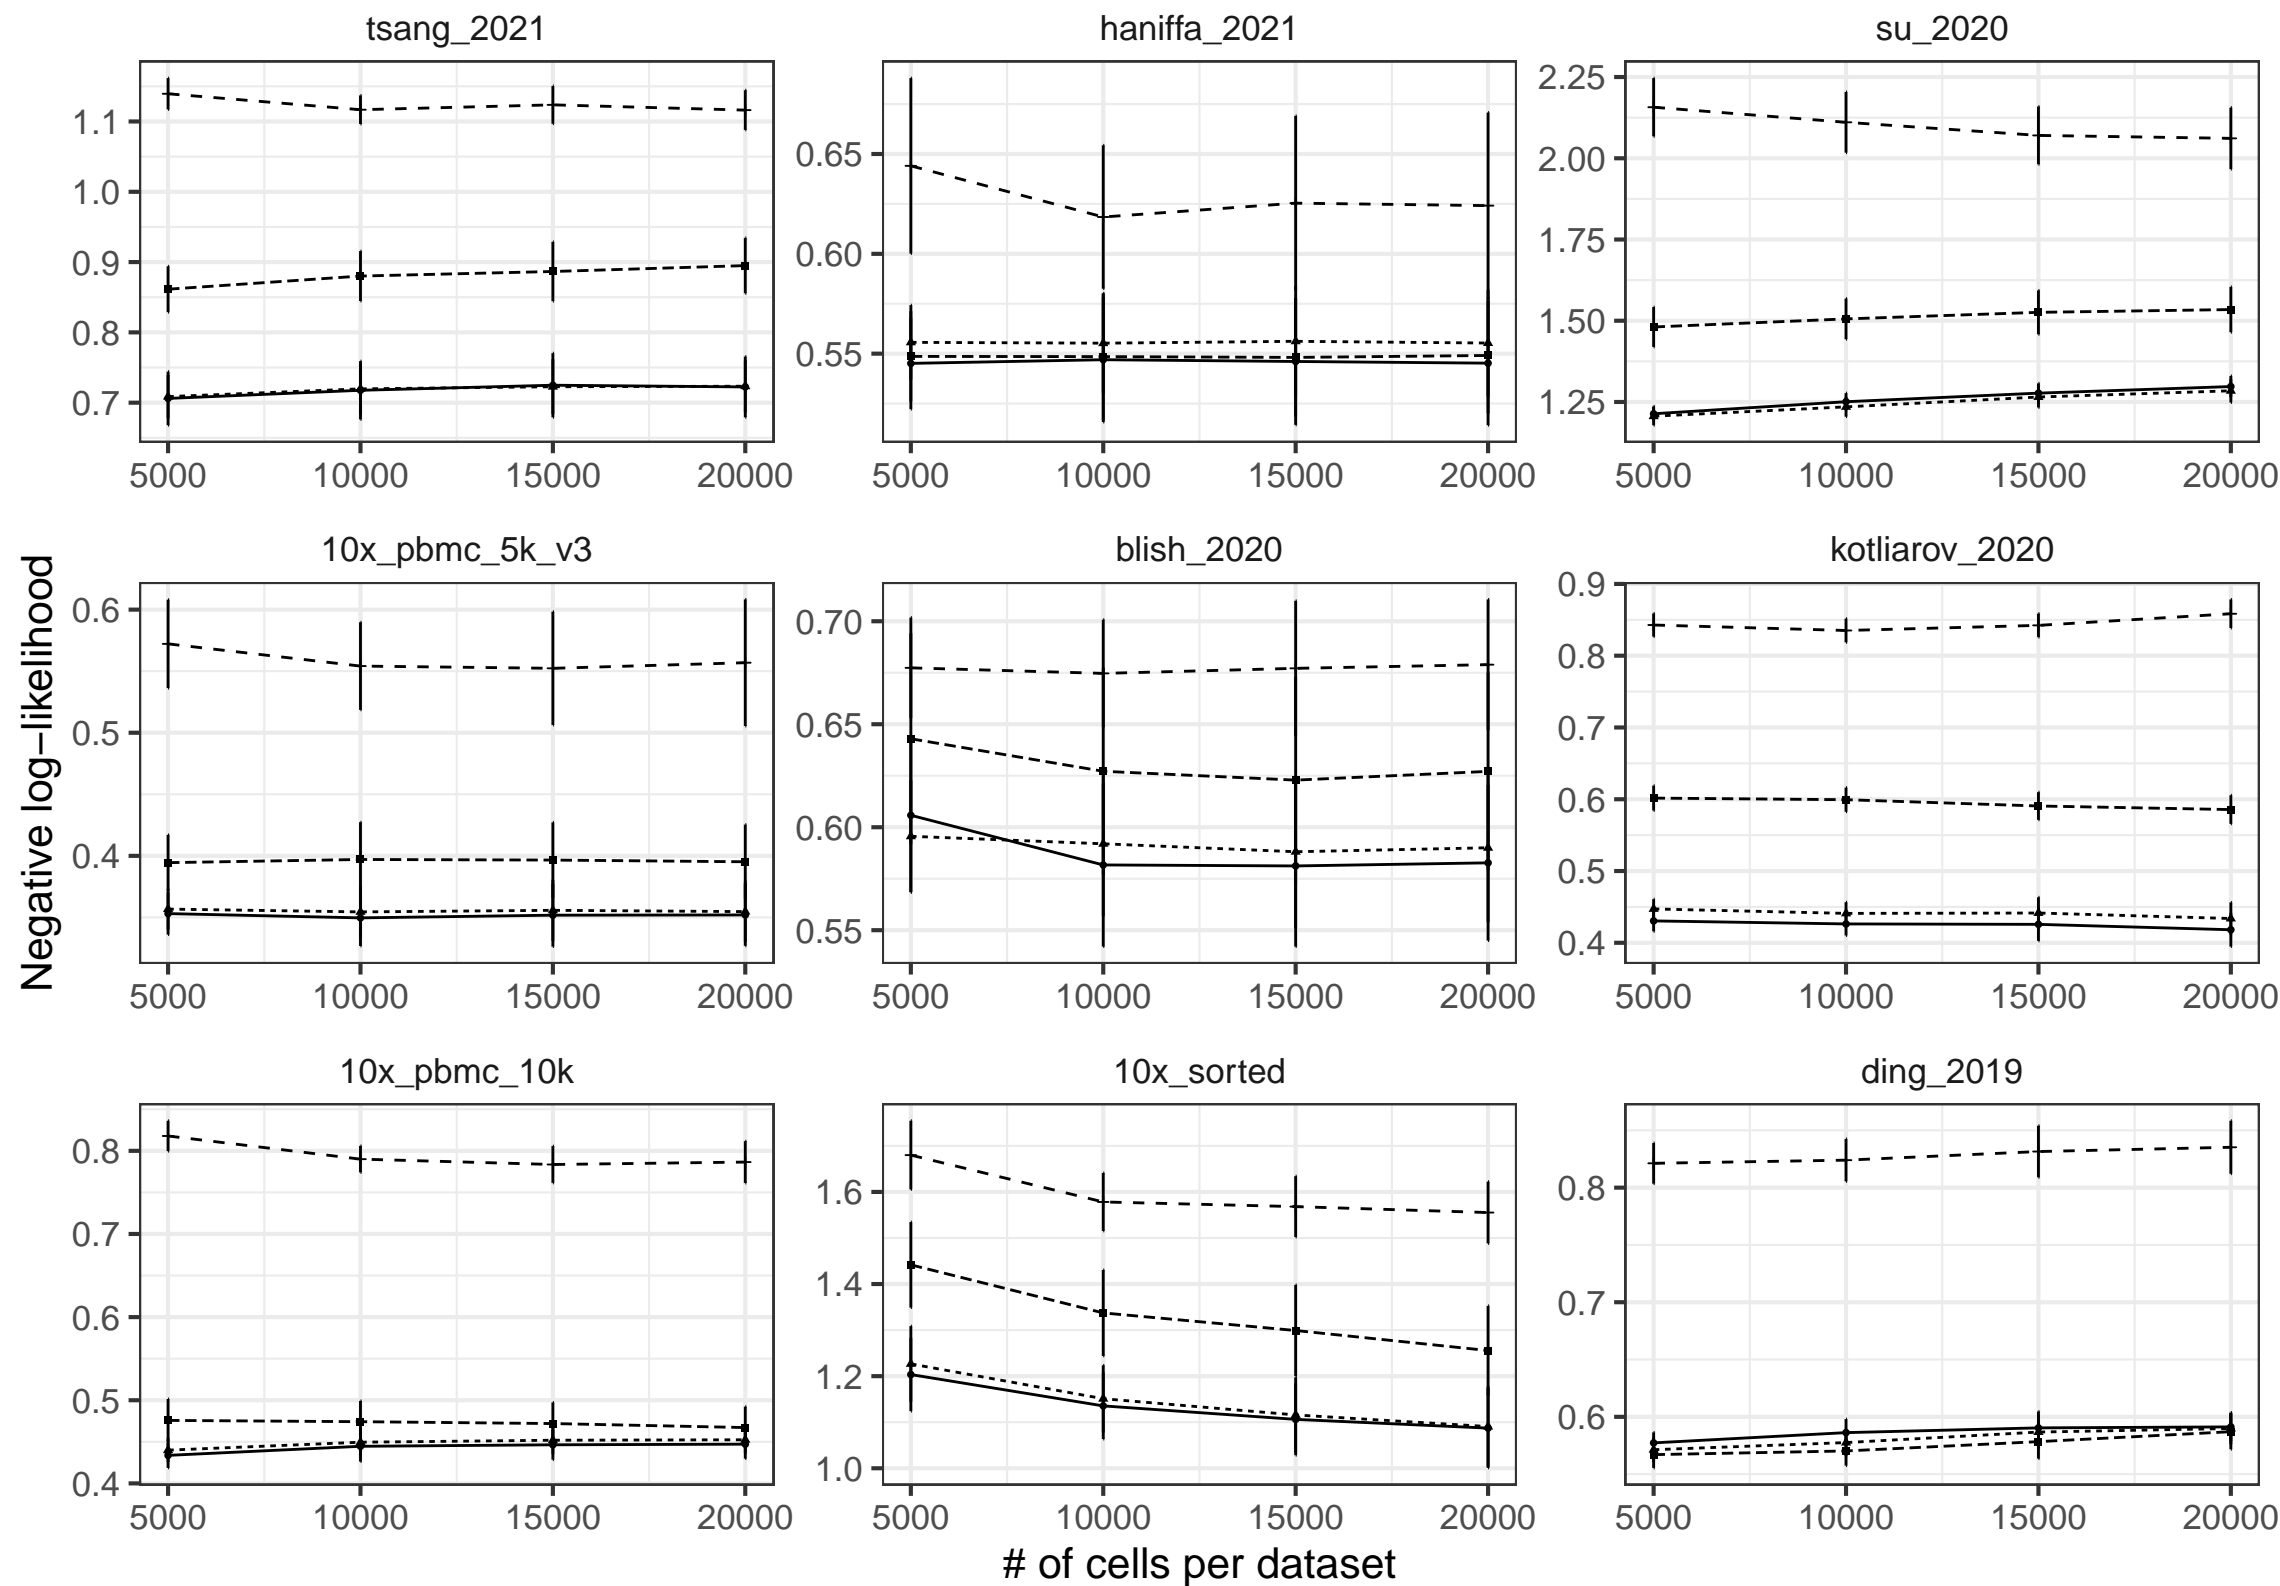 tsang_2021 haniffa_2021 su_2020
1.1
1.0
0.9
0.8
0.7
5000 10000 15000 20000
0.65
0.60
0.55
5000 10000 15000 20000
2.25
2.00
1.75
1.50
1.25
5000 10000 15000 20000
Negative log−likelihood
10x_pbmc_5k_v3 blish_2020 kotliarov_2020
0.6
0.5
0.4
5000 10000 15000 20000
0.70
0.65
0.60
0.55
5000 10000 15000 20000
0.9
0.8
0.7
0.6
0.5
0.4
5000 10000 15000 20000
10x_pbmc_10k 10x_sorted ding_2019
0.8
0.7
0.6
0.5
0.4
5000 10000 15000 20000
1.6
1.4
1.2
1.0
5000 10000 15000 20000
0.8
0.7
0.6
5000 10000 15000 20000
# of cells per dataset